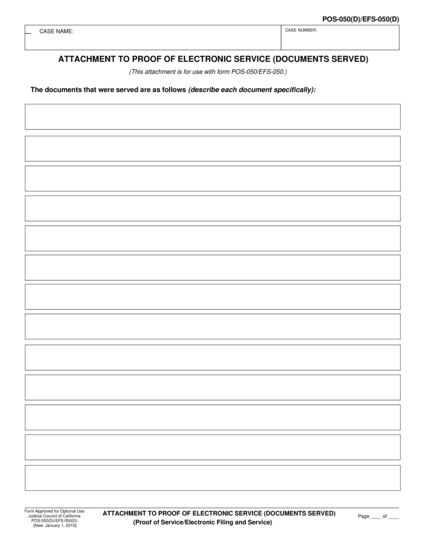 POS-050(D)/EFS-050(D)
CASE NAME:
CASE NUMBER:
ATTACHMENT TO PROOF OF ELECTRONIC SERVICE (DOCUMENTS SERVED)
(This attachment is for use with form POS-050/EFS-050.)
The documents that were served are as follows (describe each document specifically):
Form Approved for Optional Use
Judicial Council of California
POS-050(D)/EFS-050(D)
[New January 1, 2010]
ATTACHMENT TO PROOF OF ELECTRONIC SERVICE (DOCUMENTS SERVED)
(Proof of Service/Electronic Filing and Service)
Page ____ of ____